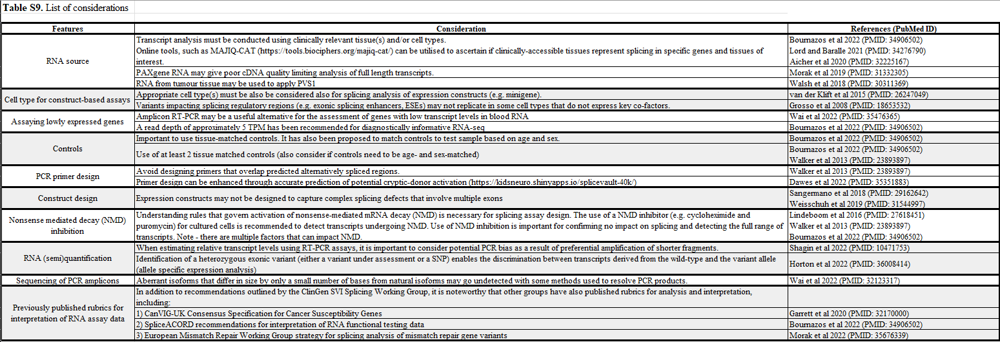 Table S9. List of considerations
Features Consideration References (PubMed ID)
RNA source
Transcript analysis must be conducted using clinically relevant tissue(s) and/or cell types.
Online tools, such as MAJIQ-CAT (https://tools.biociphers.org/majiq-cat/) can be utilised to ascertain if clinically-accessible tissues represent splicing in specific genes and tissues of
interest.
Bournazos et al 2022 (PMID: 34906502)
Lord and Baralle 2021 (PMID: 34276790)
Aicher et al 2020 (PMID: 32225167)
PAXgene RNA may give poor cDNA quality limiting analysis of full length transcripts. Morak et al 2019 (PMID: 31332305)
RNA from tumour tissue may be used to apply PVS1 Walsh et al 2018 (PMID: 30311369)
Cell type for construct-based assays
Appropriate cell type(s) must be also be considered also for splicing analysis of expression constructs (e.g. minigene). van der Klift et al 2015 (PMID: 26247049)
Variants impacting splicing regulatory regions (e.g. exonic splicing enhancers, ESEs) may not replicate in some cell types that do not express key co-factors. Grosso et al 2008 (PMID: 18653532)
Assaying lowly expressed genes
Amplicon RT-PCR may be a useful alternative for the assessment of genes with low transcript levels in blood RNA Wai et al 2022 (PMID: 35476365)
A read depth of approximately 5 TPM has been recommended for diagnostically informative RNA-seq Bournazos et al 2022 (PMID: 34906502)
Controls
Important to use tissue-matched controls. It has also been proposed to match controls to test sample based on age and sex. Bournazos et al 2022 (PMID: 34906502)
Use of at least 2 tissue matched controls (also consider if controls need to be age- and sex-matched)
Bournazos et al 2022 (PMID: 34906502)
Walker et al 2013 (PMID: 23893897)
PCR primer design
Avoid designing primers that overlap predicted alternatively spliced regions. Walker et al 2013 (PMID: 23893897)
Primer design can be enhanced through accurate prediction of potential cryptic-donor activation (https://kidsneuro.shinyapps.io/splicevault-40k/) Dawes et al 2022 (PMID: 35351883)
Construct design
Expression constructs may not be designed to capture complex splicing defects that involve multiple exons
Sangermano et al 2018 (PMID: 29162642)
Weisschuh et al 2019 (PMID: 31544997)
Nonsense mediated decay (NMD)
inhibition
Understanding rules that govern activation of nonsense-mediated mRNA decay (NMD) is necessary for splicing assay design. The use of a NMD inhibitor (e.g. cycloheximide and
puromycin) for cultured cells is recommended to detect transcripts undergoing NMD. Use of NMD inhibition is important for confirming no impact on splicing and detecting the full range of
transcripts. Note - there are multiple factors that can impact NMD.
Lindeboom et al 2016 (PMID: 27618451)
Walker et al 2013 (PMID: 23893897)
Bournazos et al 2022 (PMID: 34906502)
RNA (semi)quantification
When estimating relative transcript levels using RT-PCR assays, it is important to consider potential PCR bias as a result of preferential amplification of shorter fragments. Shagin et al 2022 (PMID: 10471753)
Identification of a heterozygous exonic variant (either a variant under assessment or a SNP) enables the discrimination between transcripts derived from the wild-type and the variant allele
(allele specific expression analysis)
Horton et al 2022 (PMID: 36008414)
Sequencing of PCR amplicons Aberrant isoforms that differ in size by only a small number of bases from natural isoforms may go undetected with some methods used to resolve PCR products. Wai et al 2022 (PMID: 32123317)
Previously published rubrics for
interpretation of RNA assay data
In addition to recommendations outlined by the ClinGen SVI Splicing Working Group, it is noteworthy that other groups have also published rubrics for analysis and interpretation,
including:
1) CanVIG-UK Consensus Specification for Cancer Susceptibility Genes Garrett et al 2020 (PMID: 32170000)
2) SpliceACORD recommendations for interpretation of RNA functional testing data Bournazos et al 2022 (PMID: 34906502)
3) European Mismatch Repair Working Group strategy for splicing analysis of mismatch repair gene variants Morak et al 2022 (PMID: 35676339)